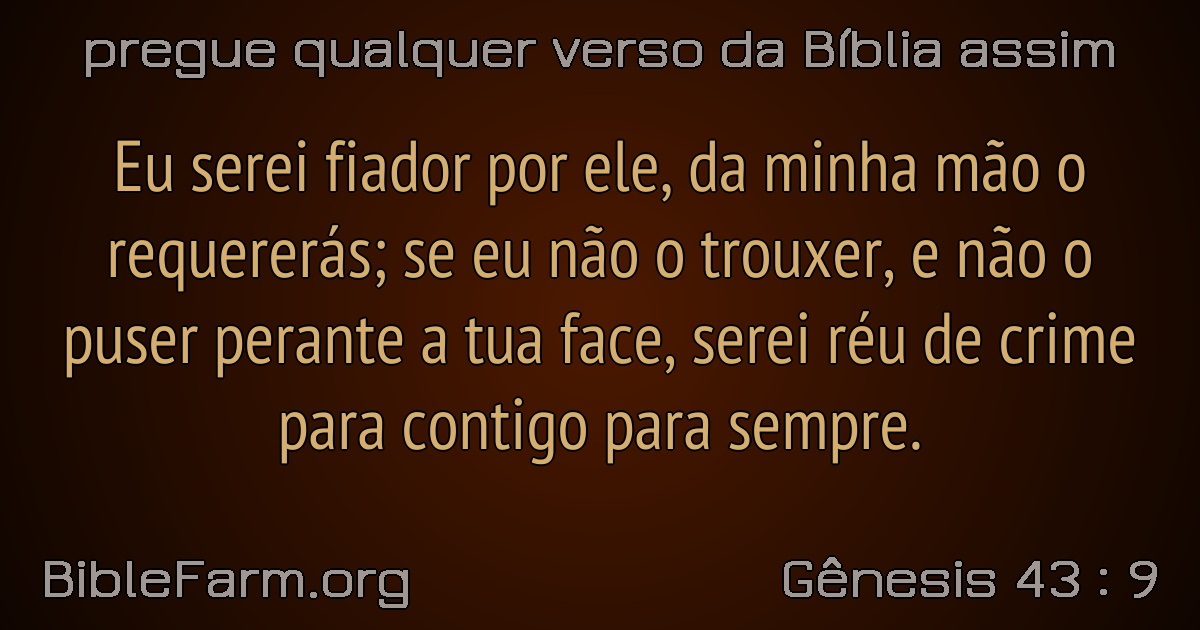 pregue qualquer verso da Bíblia assim
Eu serei fiador por ele, da minha mão o
requererás; se eu não o trouxer, e não o
puser perante a tua face, serei réu de crime
para contigo para sempre.
BibleFarm.org
Gênesis 43 : 9